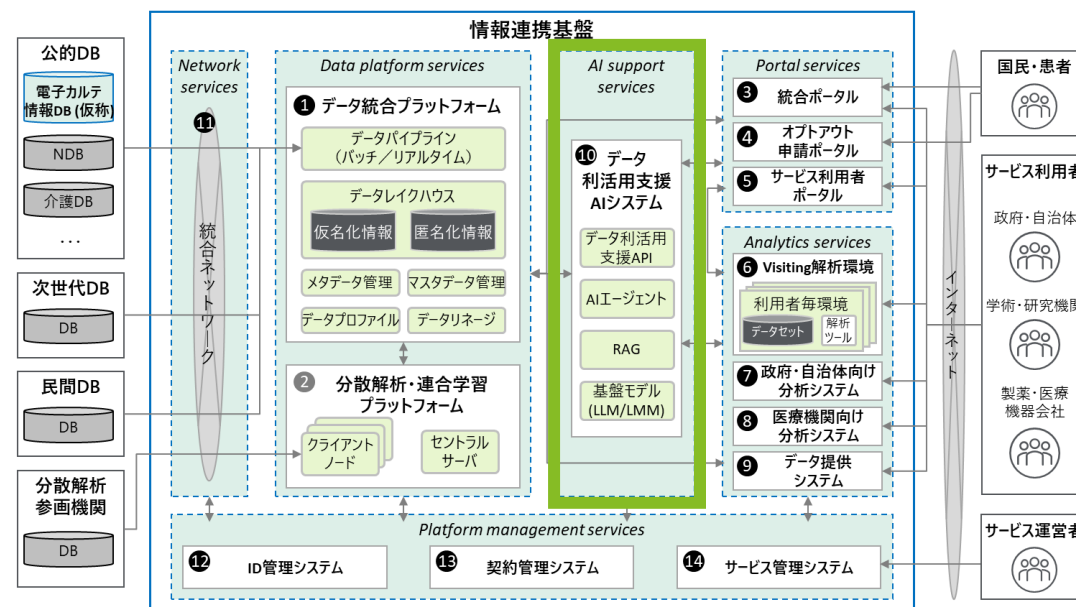 情報連携基盤
公的DB
電子カルテ
情報DB (仮称)
NDB
介護DB
...
次世代DB
DB
民間DB
DB
分散解析
参画機関
DB
Network
services
⓫
統合ネットワーク
Data platform services
❶ データ統合プラットフォーム
データパイプライン
(バッチ／リアルタイム)
データレイクハウス
仮名化情報
匿名化情報
メタデータ管理
マスタデータ管理
データプロファイル
データリネージ
❷ 分散解析・連合学習
プラットフォーム
クライアント
ノード
セントラル
サーバ
AI support
services
❿ データ
利活用支援
AIシステム
データ利活用
支援API
AIエージェント
RAG
基盤モデル
(LLM/LMM)
Portal services
❸ 統合ポータル
❹ オプトアウト
申請ポータル
❺ サービス利用者
ポータル
Analytics services
❻ Visiting解析環境
利用者毎環境
データセット
解析
ツール
❼ 政府・自治体向け
分析システム
❽ 医療機関向け
分析システム
❾ データ提供
システム
Platform management services
⓬ ID管理システム
⓭ 契約管理システム
⓮ サービス管理システム
インターネット
国民・患者
サービス利用者
政府・自治体
学術・研究機関
製薬・医療
機器会社
サービス運営者